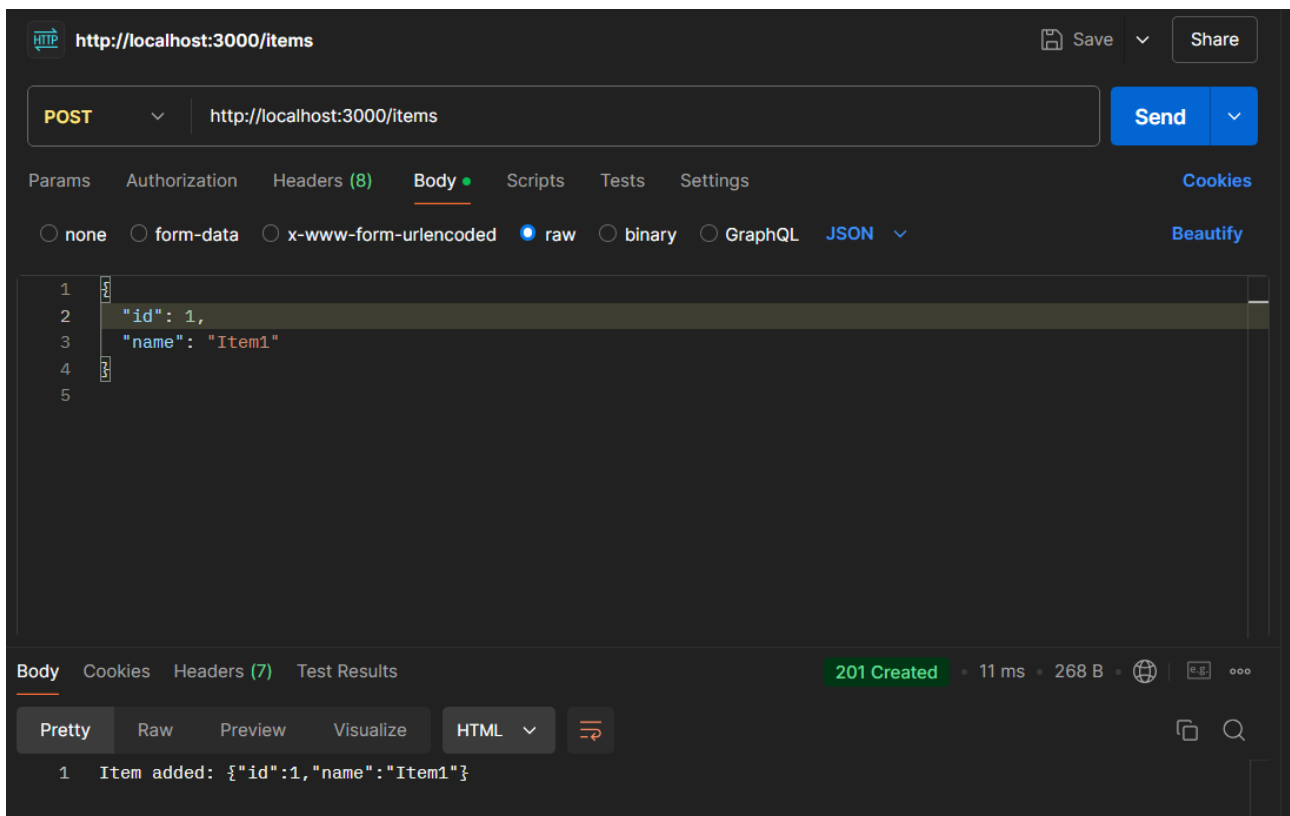 HTTP http://localhost:3000/items Save Share
POST http://localhost:3000/items Send
Params Authorization Headers (8) Body Scripts Tests Settings Cookies
none form-data x-www-form-urlencoded raw binary GraphQL JSON Beautify
1 {
2 "id": 1,
3 "name": "Item1"
4 }
5
Body Cookies Headers (7) Test Results 201 Created 11 ms 268 B e.g.
Pretty Raw Preview Visualize HTML
1 Item added: {"id":1,"name":"Item1"}